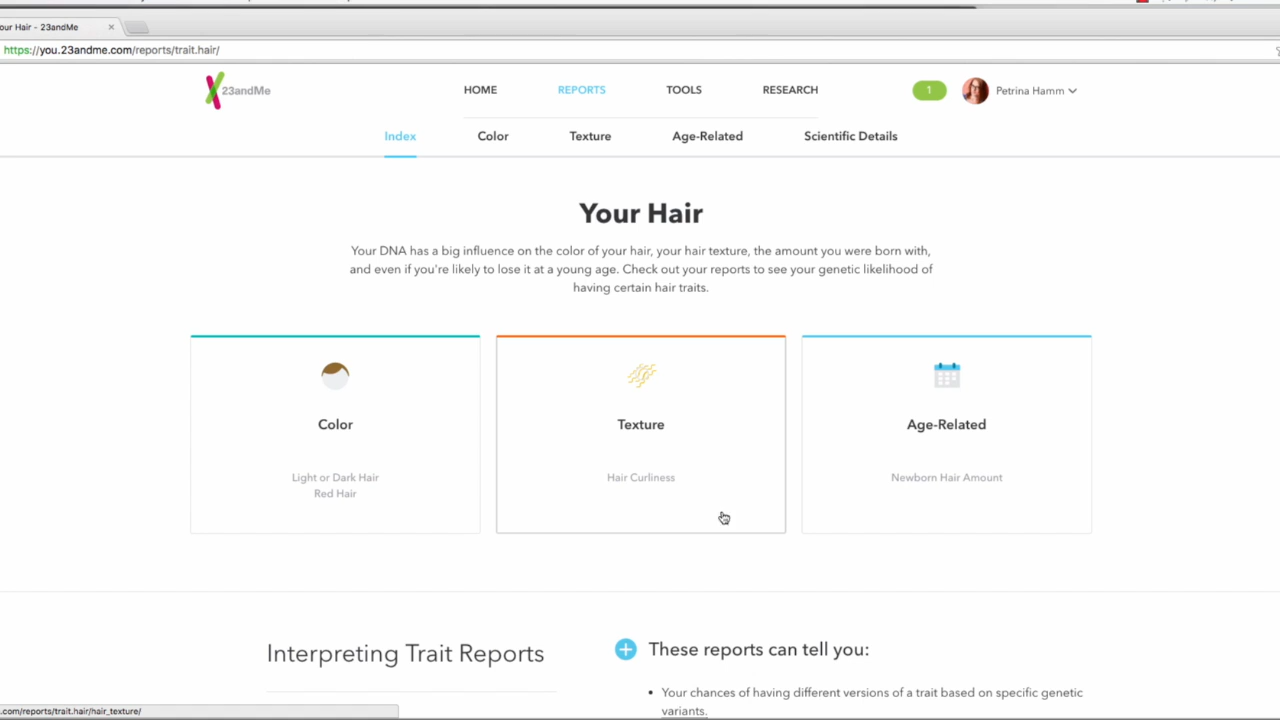 our Hair - 23andMe
https://you.23andme.com/reports/trait.hair/
23andMe
HOME REPORTS TOOLS RESEARCH
1
Petrina Hamm
Index Color Texture Age-Related Scientific Details
Your Hair
Your DNA has a big influence on the color of your hair, your hair texture, the amount you were born with,
and even if you're likely to lose it at a young age. Check out your reports to see your genetic likelihood of
having certain hair traits.
Color
Light or Dark Hair
Red Hair
Texture
Hair Curliness
Age-Related
Newborn Hair Amount
Interpreting Trait Reports
These reports can tell you:
• Your chances of having different versions of a trait based on specific genetic
variants.
.com/reports/trait.hair/hair_texture/